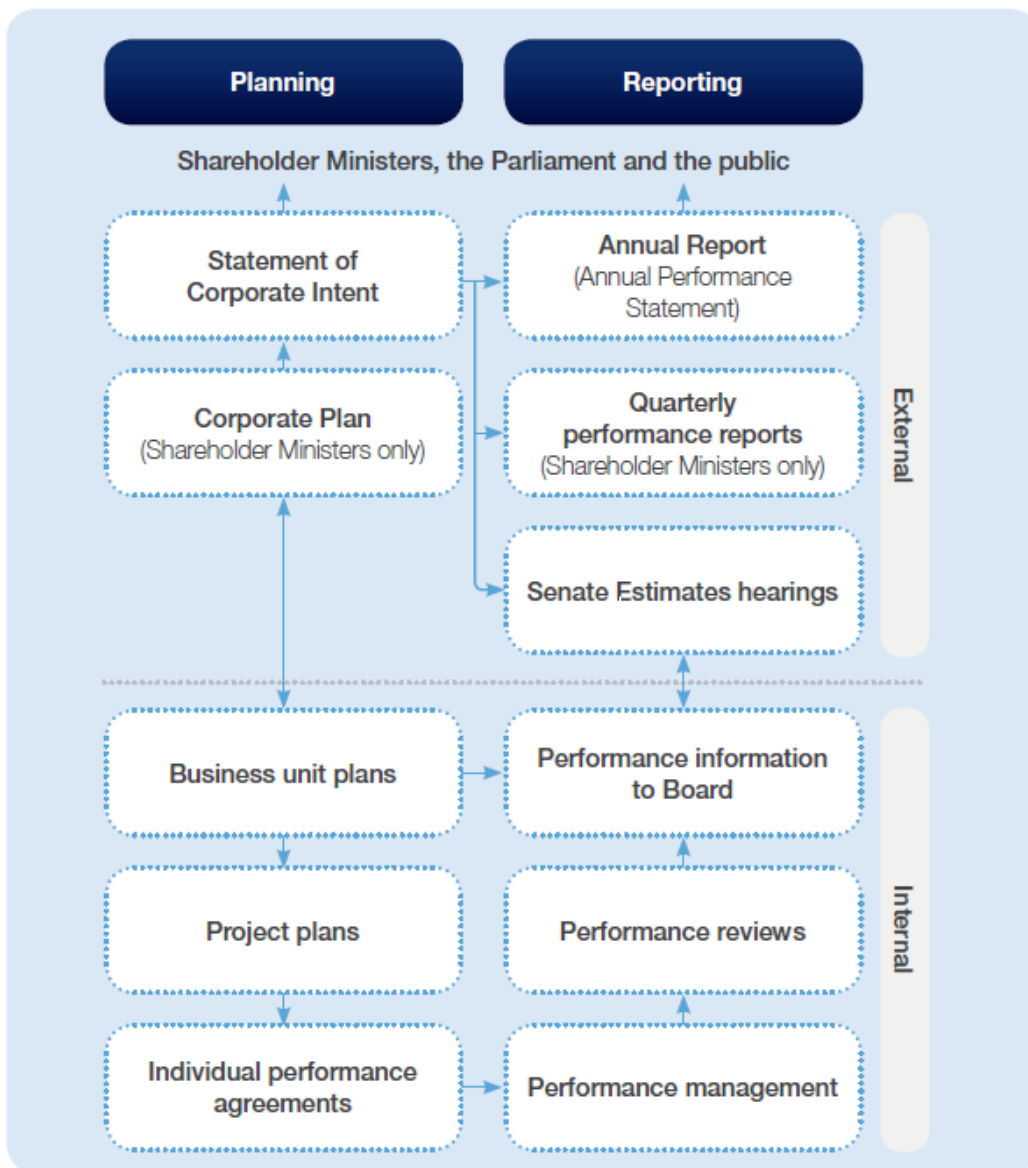 Planning
Reporting
Shareholder Ministers, the Parliament and the public
Statement of
Corporate Intent
Annual Report
(Annual Performance
Statement)
Corporate Plan
(Shareholder Ministers only)
Quarterly
performance reports
(Shareholder Ministers only)
Senate Estimates hearings
External
Business unit plans
Performance information
to Board
Project plans
Performance reviews
Individual performance
agreements
Performance management
Internal